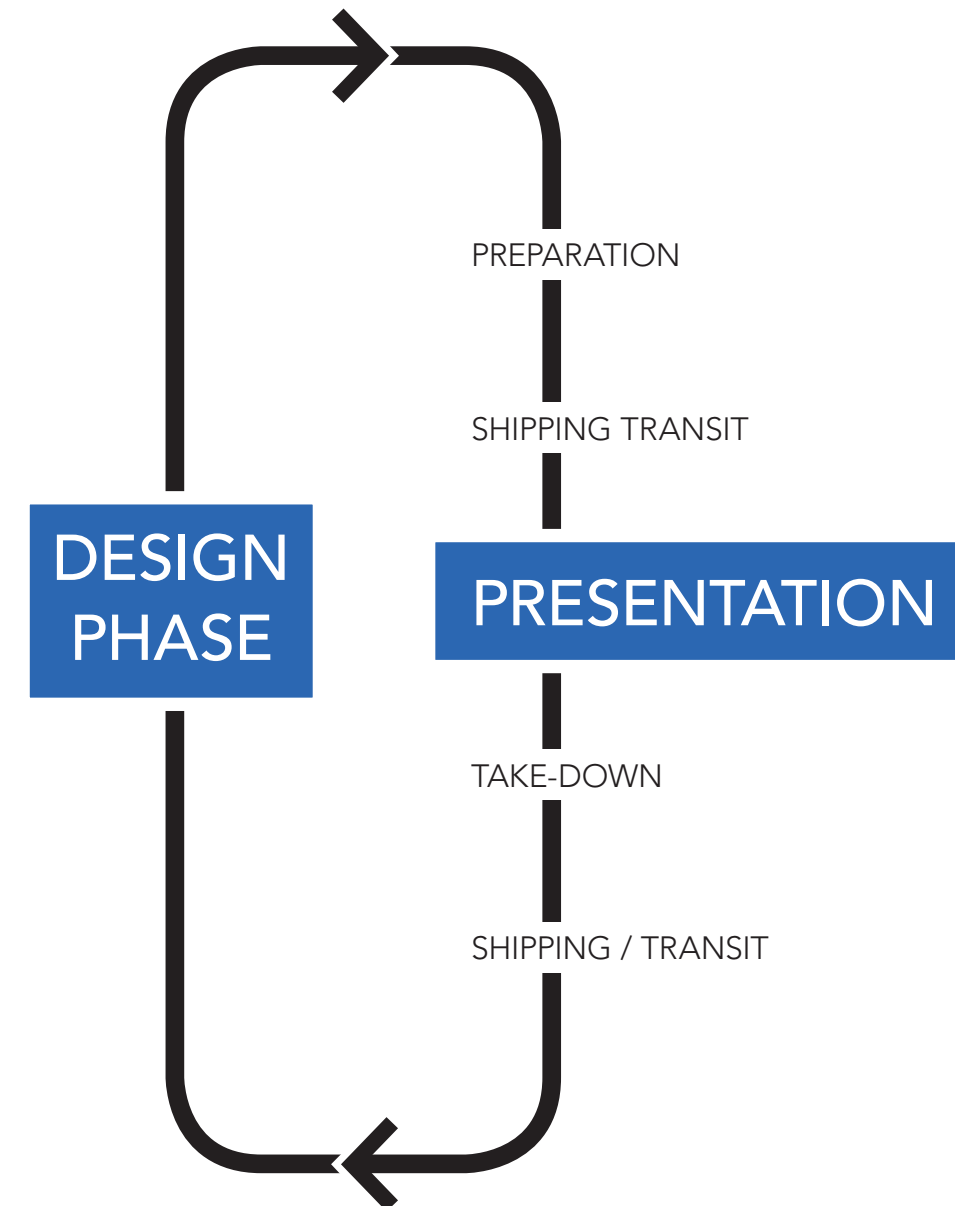 PREPARATION
SHIPPING TRANSIT
DESIGN
PHASE
PRESENTATION
TAKE-DOWN
SHIPPING / TRANSIT